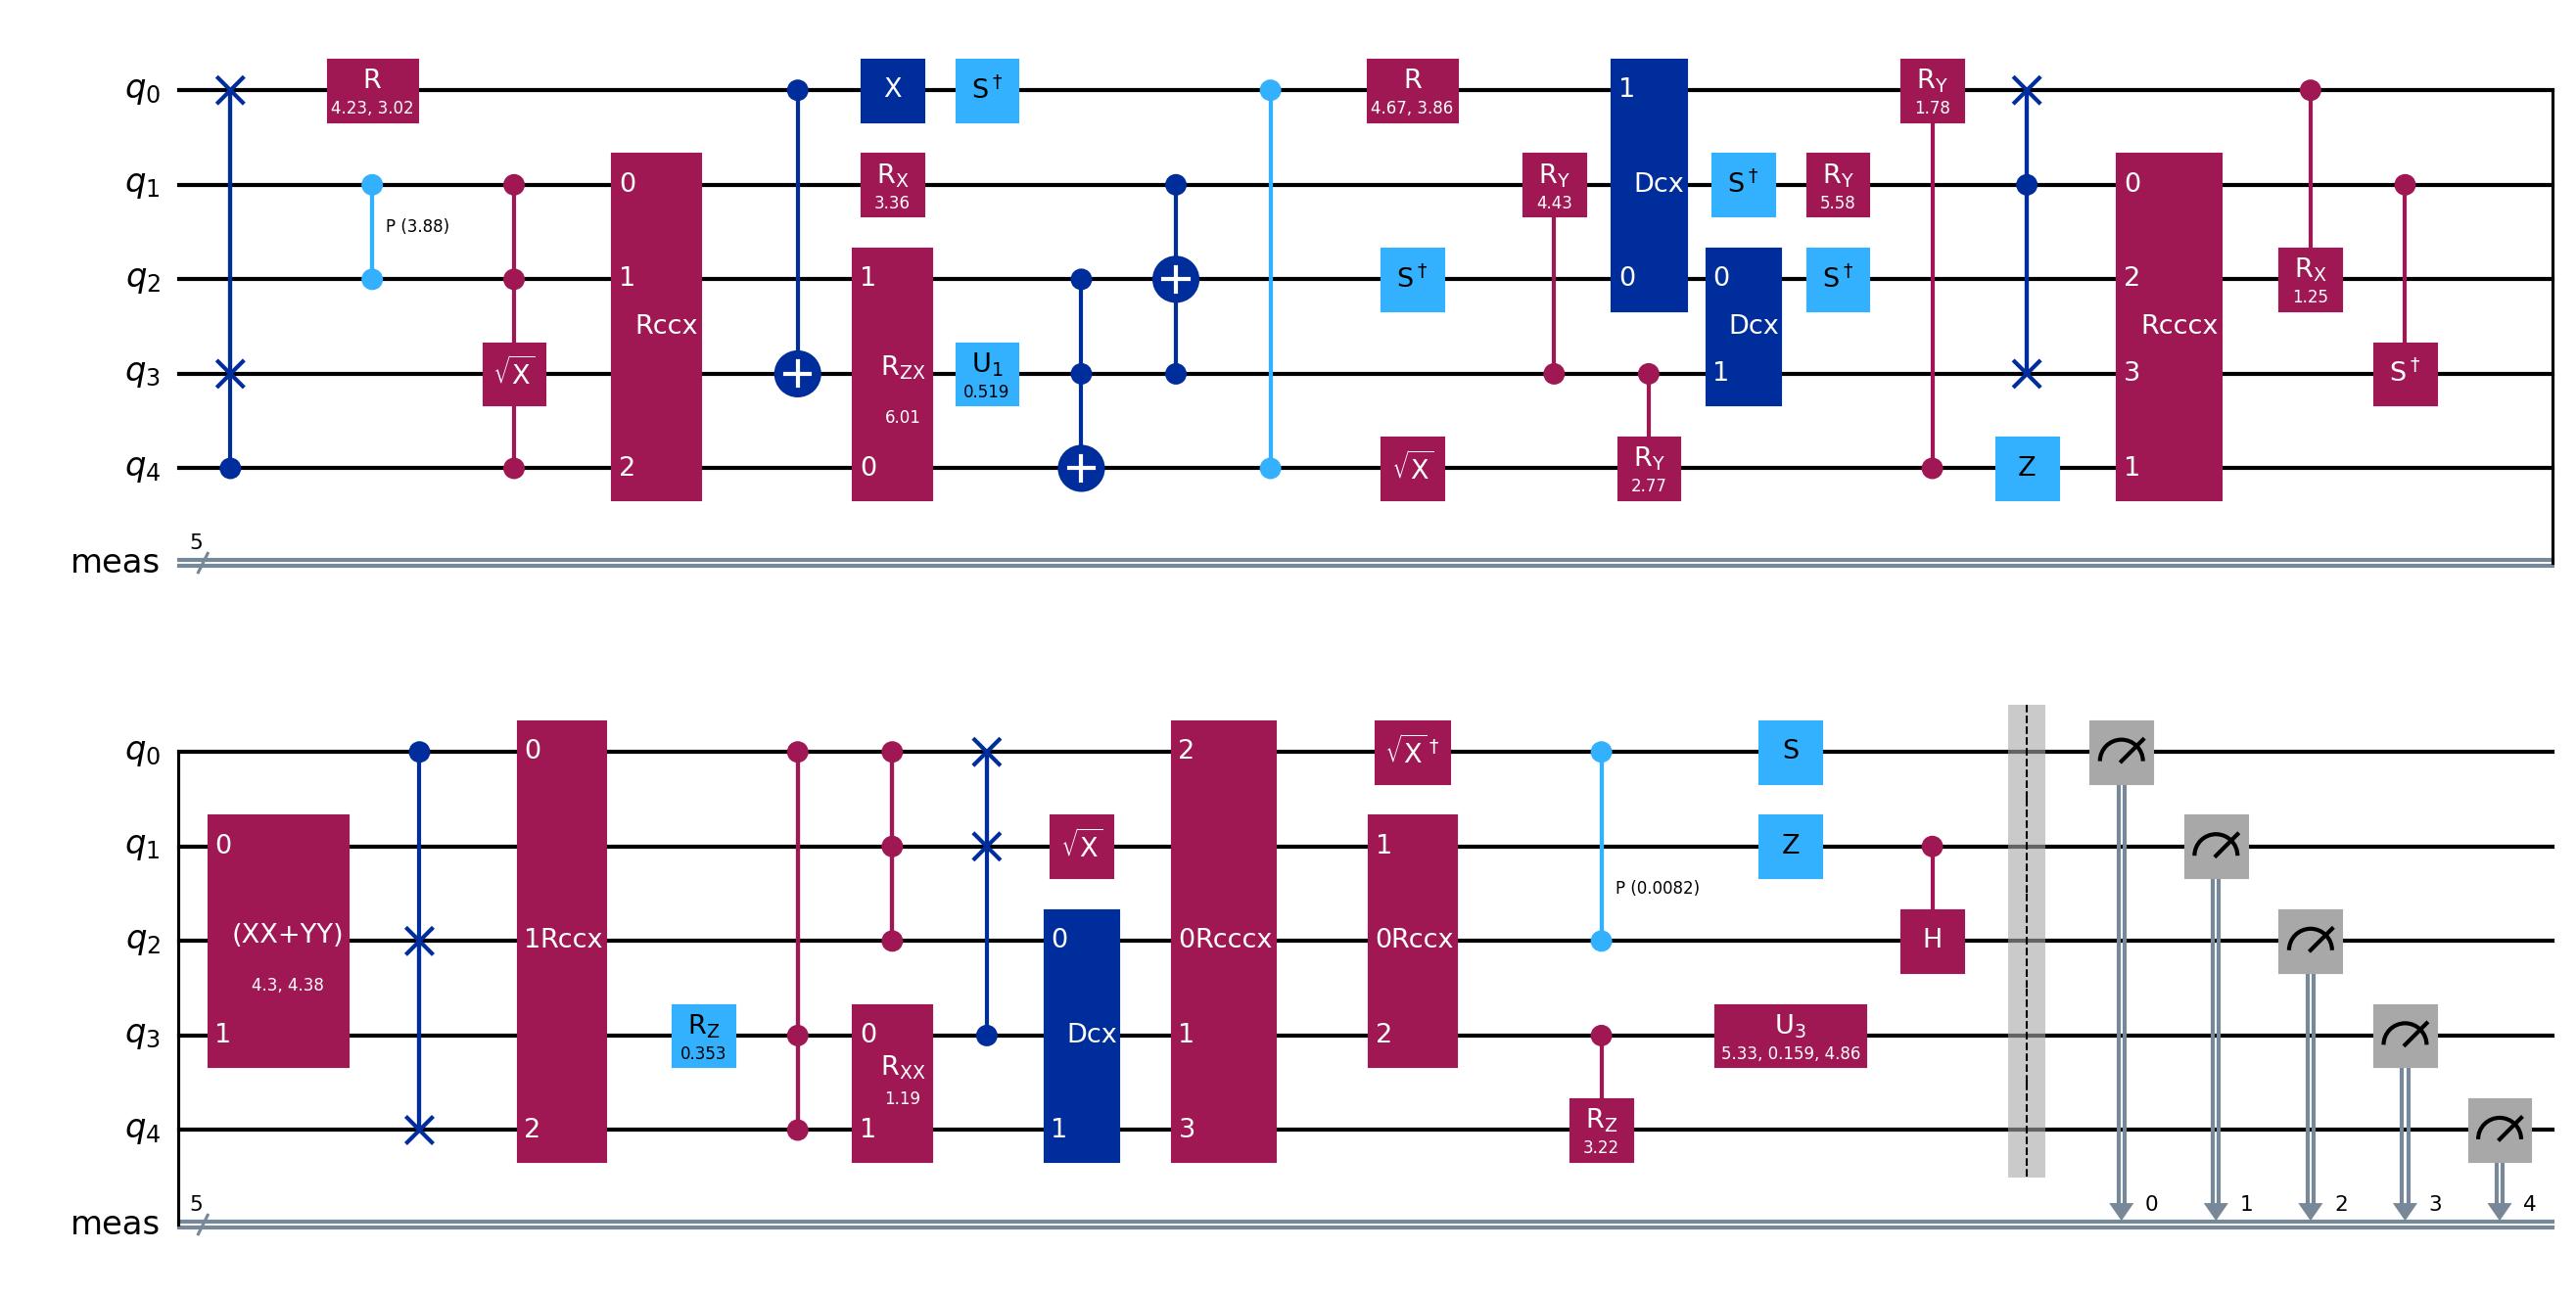 q0 R 4.23, 3.02 X S† R 4.67, 3.86 1 RY 1.78
q1 P (3.88) 0 RX 3.36 RY 4.43 Dcx S† RY 5.58 0
q2 1 1 S† 0 0 S† 2 RX 1.25
Rccx Dcx Rcccx
q3 √X RZX 6.01 U1 0.519 1 3 S†
q4 2 0 √X RY 2.77 Z 1
meas 5
q0 0 2 √X† S
q1 0 √X 1 P (0.0082) Z
q2 (XX+YY) 4.3, 4.38 1Rccx 0 0Rcccx 0Rccx H
q3 1 RZ 0.353 0 RXX 1.19 Dcx 1 2 U3 5.33, 0.159, 4.86
q4 2 1 1 3 RZ 3.22
meas 5 0 1 2 3 4